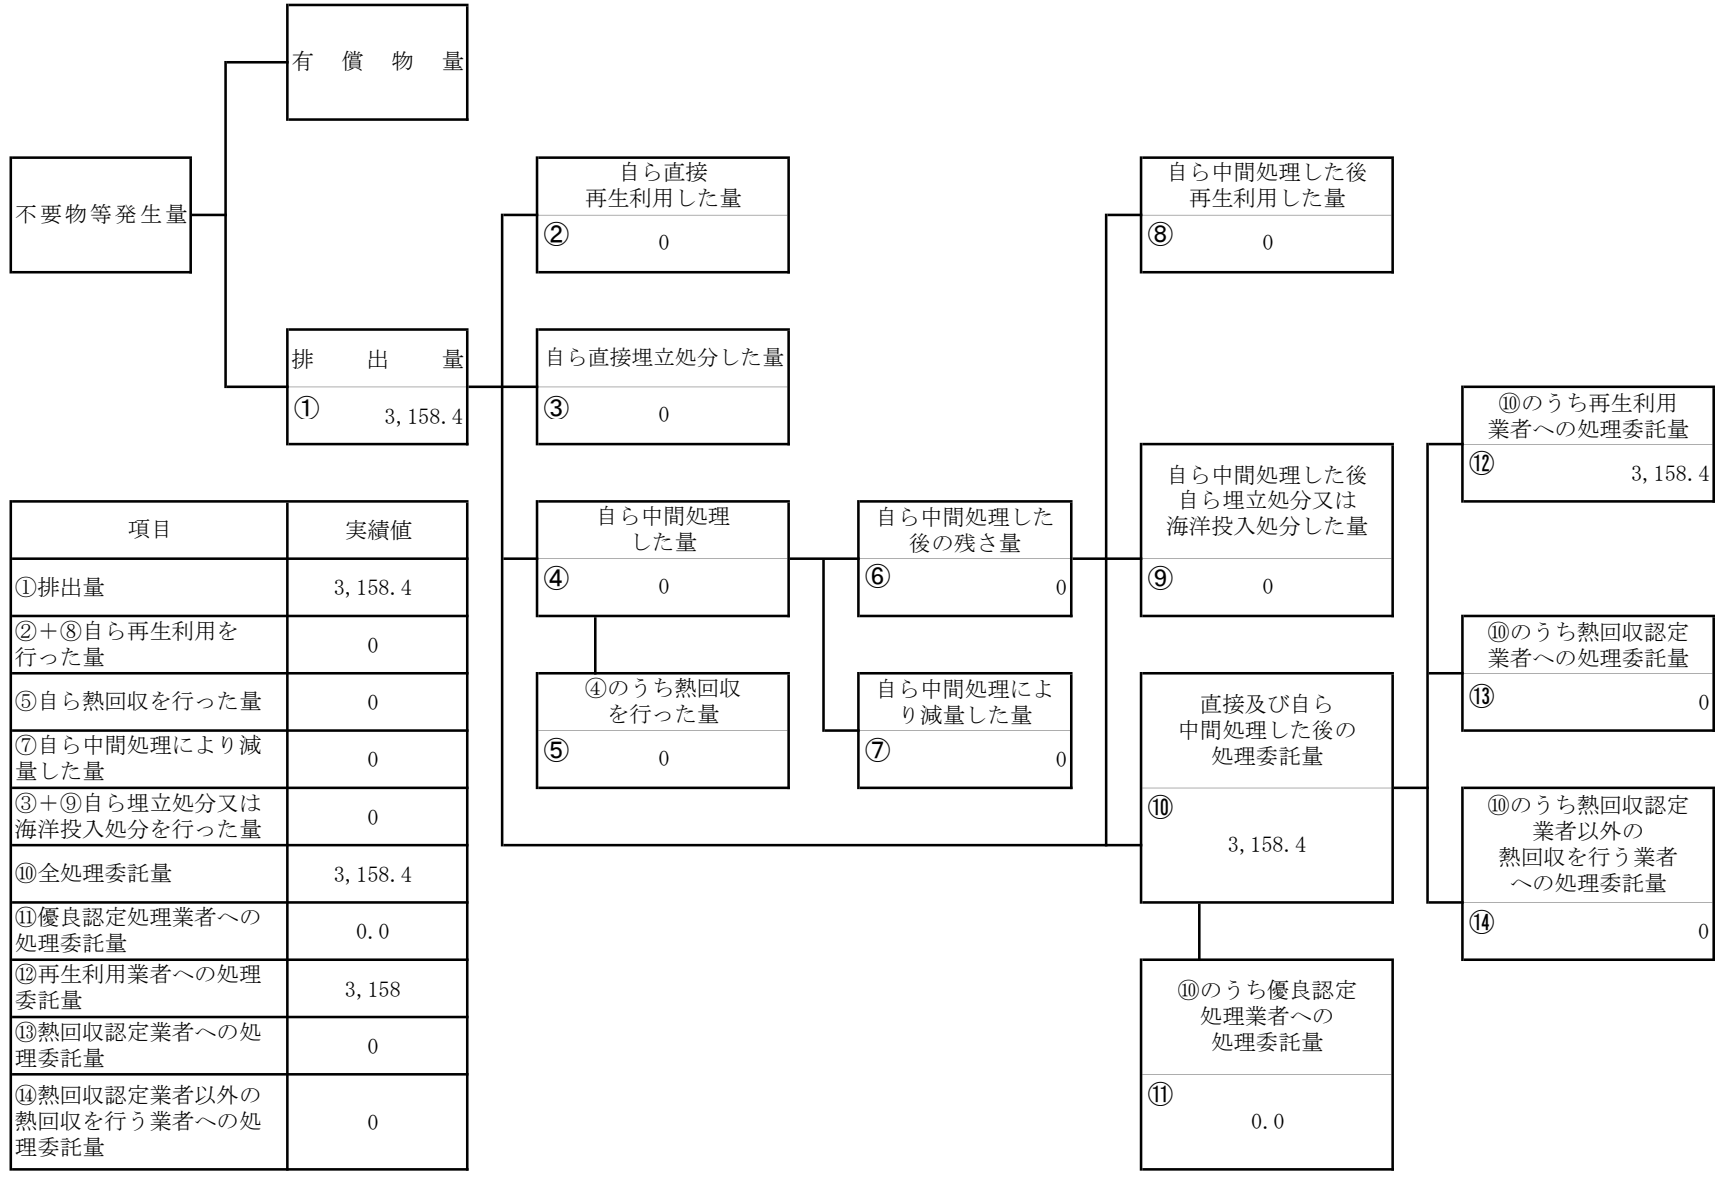 有償物量
不要物等発生量
排出量
①
3,158.4
自ら直接
再生利用した量
②
0
自ら直接埋立処分した量
③
0
自ら中間処理
した量
④
0
④のうち熱回収
を行った量
⑤
0
自ら中間処理した
後の残さ量
⑥
0
自ら中間処理によ
り減量した量
⑦
0
自ら中間処理した後
再生利用した量
⑧
0
自ら中間処理した後
自ら埋立処分又は
海洋投入処分した量
⑨
0
直接及び自ら
中間処理した後の
処理委託量
⑩
3,158.4
⑩のうち優良認定
処理業者への
処理委託量
⑪
0.0
⑩のうち再生利用
業者への処理委託量
⑫
3,158.4
⑩のうち熱回収認定
業者への処理委託量
⑬
0
⑩のうち熱回収認定
業者以外の
熱回収を行う業者
への処理委託量
⑭
0
項目 実績値
①排出量 3,158.4
②+⑧自ら再生利用を
行った量 0
⑤自ら熱回収を行った量 0
⑦自ら中間処理により減
量した量 0
③+⑨自ら埋立処分又は
海洋投入処分を行った量 0
⑩全処理委託量 3,158.4
⑪優良認定処理業者への
処理委託量 0.0
⑫再生利用業者への処理
委託量 3,158
⑬熱回収認定業者への処
理委託量 0
⑭熱回収認定業者以外の
熱回収を行う業者への処
理委託量 0